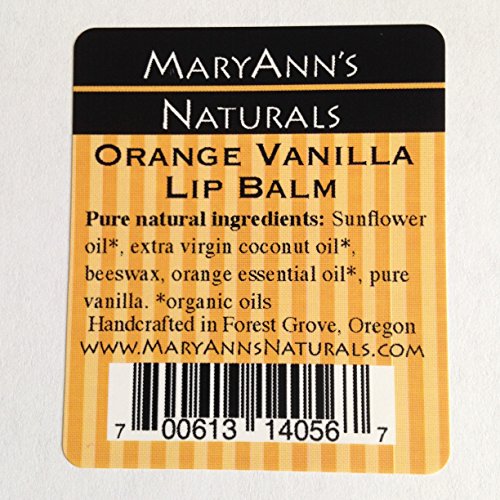 MARYANN'S
NATURALS
ORANGE VANILLA
LIP BALM
Pure natural ingredients: Sunflower
oil*, extra virgin coconut oil*,
beeswax, orange essential oil*, pure
vanilla. *organic oils
Handcrafted in Forest Grove, Oregon
WWW.MARYANNSNATURALS.COM
7 00613 14056 7